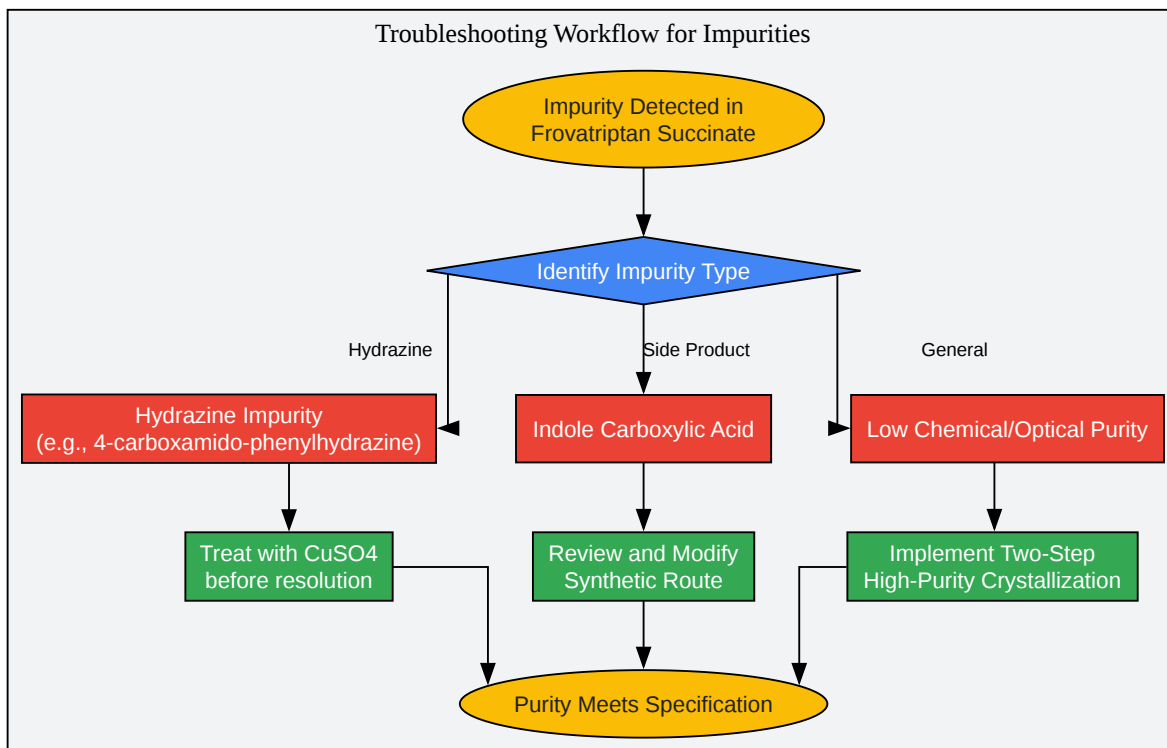 Troubleshooting Workflow for Impurities
Impurity Detected in
Frovatriptan Succinate
Identify Impurity Type
Hydrazine
Side Product
General
Hydrazine Impurity
(e.g., 4-carboxamido-phenylhydrazine)
Indole Carboxylic Acid
Low Chemical/Optical Purity
Treat with CuSO4
before resolution
Review and Modify
Synthetic Route
Implement Two-Step
High-Purity Crystallization
Purity Meets Specification